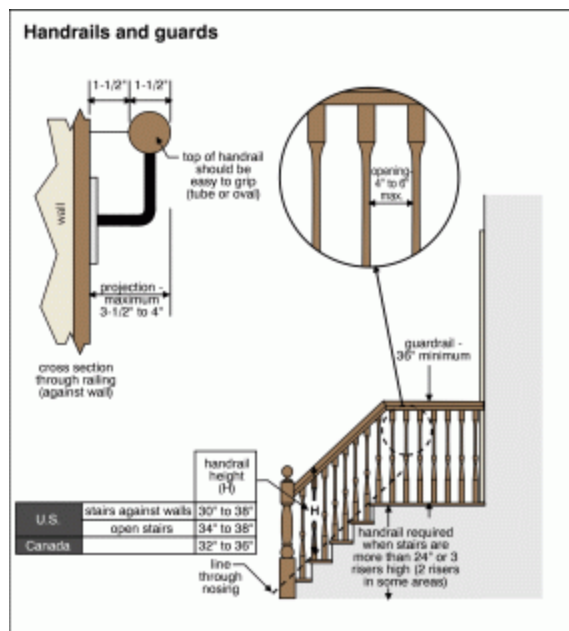 Handrails and guards
1-1/2" 1-1/2"
top of handrail
should be
easy to grip
(tube or oval)
wall
projection -
maximum
3-1/2" to 4"
cross section
through railing
(against wall)
opening-
4" to 6"
max.
guardrail -
36" minimum
handrail
height
(H)
U.S.
stairs against walls 30" to 38"
open stairs 34" to 38"
Canada 32" to 36"
H
line
through
nosing
handrail required
when stairs are
more than 24" or 3
risers high (2 risers
in some areas)